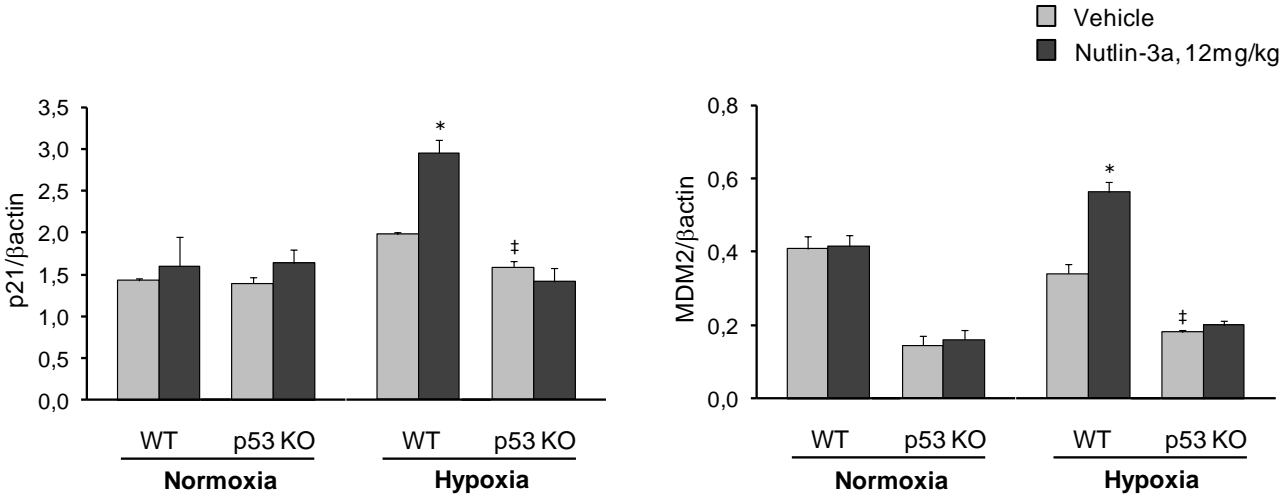 Vehicle
Nutlin-3a, 12mg/kg
p21/βactin
3,5
3,0
2,5
2,0
1,5
1,0
0,5
0,0
*
‡
WT p53 KO WT p53 KO
Normoxia Hypoxia
MDM2/βactin
0,8
0,6
0,4
0,2
0,0
*
‡
WT p53 KO WT p53 KO
Normoxia Hypoxia